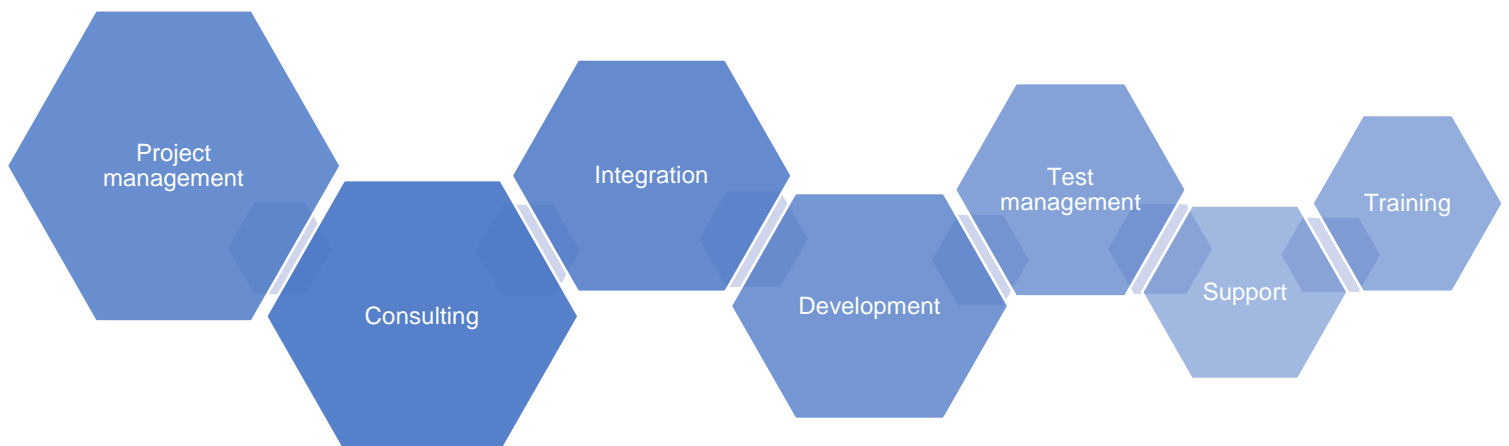 Project
management
Consulting
Integration
Development
Test
management
Support
Training